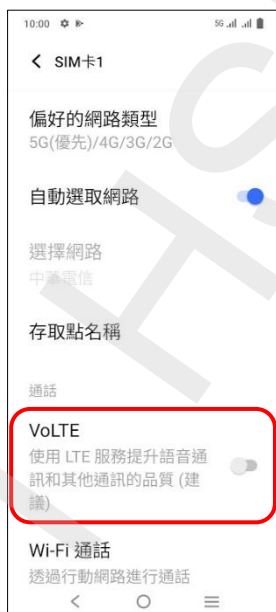 10:00
5G
SIM卡1
偏好的網路類型
5G(優先)/4G/3G/2G
自動選取網路
選擇網路
中華電信
存取點名稱
通話
VoLTE
使用 LTE 服務提升語音通
訊和其他通訊的品質 (建
議)
Wi-Fi 通話
透過行動網路進行通話